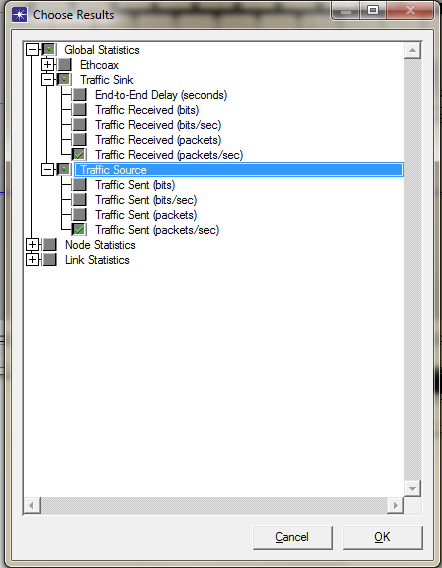 Choose Results
Global Statistics
Ethcoax
Traffic Sink
End-to-End Delay (seconds)
Traffic Received (bits)
Traffic Received (bits/sec)
Traffic Received (packets)
Traffic Received (packets/sec)
Traffic Source
Traffic Sent (bits)
Traffic Sent (bits/sec)
Traffic Sent (packets)
Traffic Sent (packets/sec)
Node Statistics
Link Statistics
Cancel OK